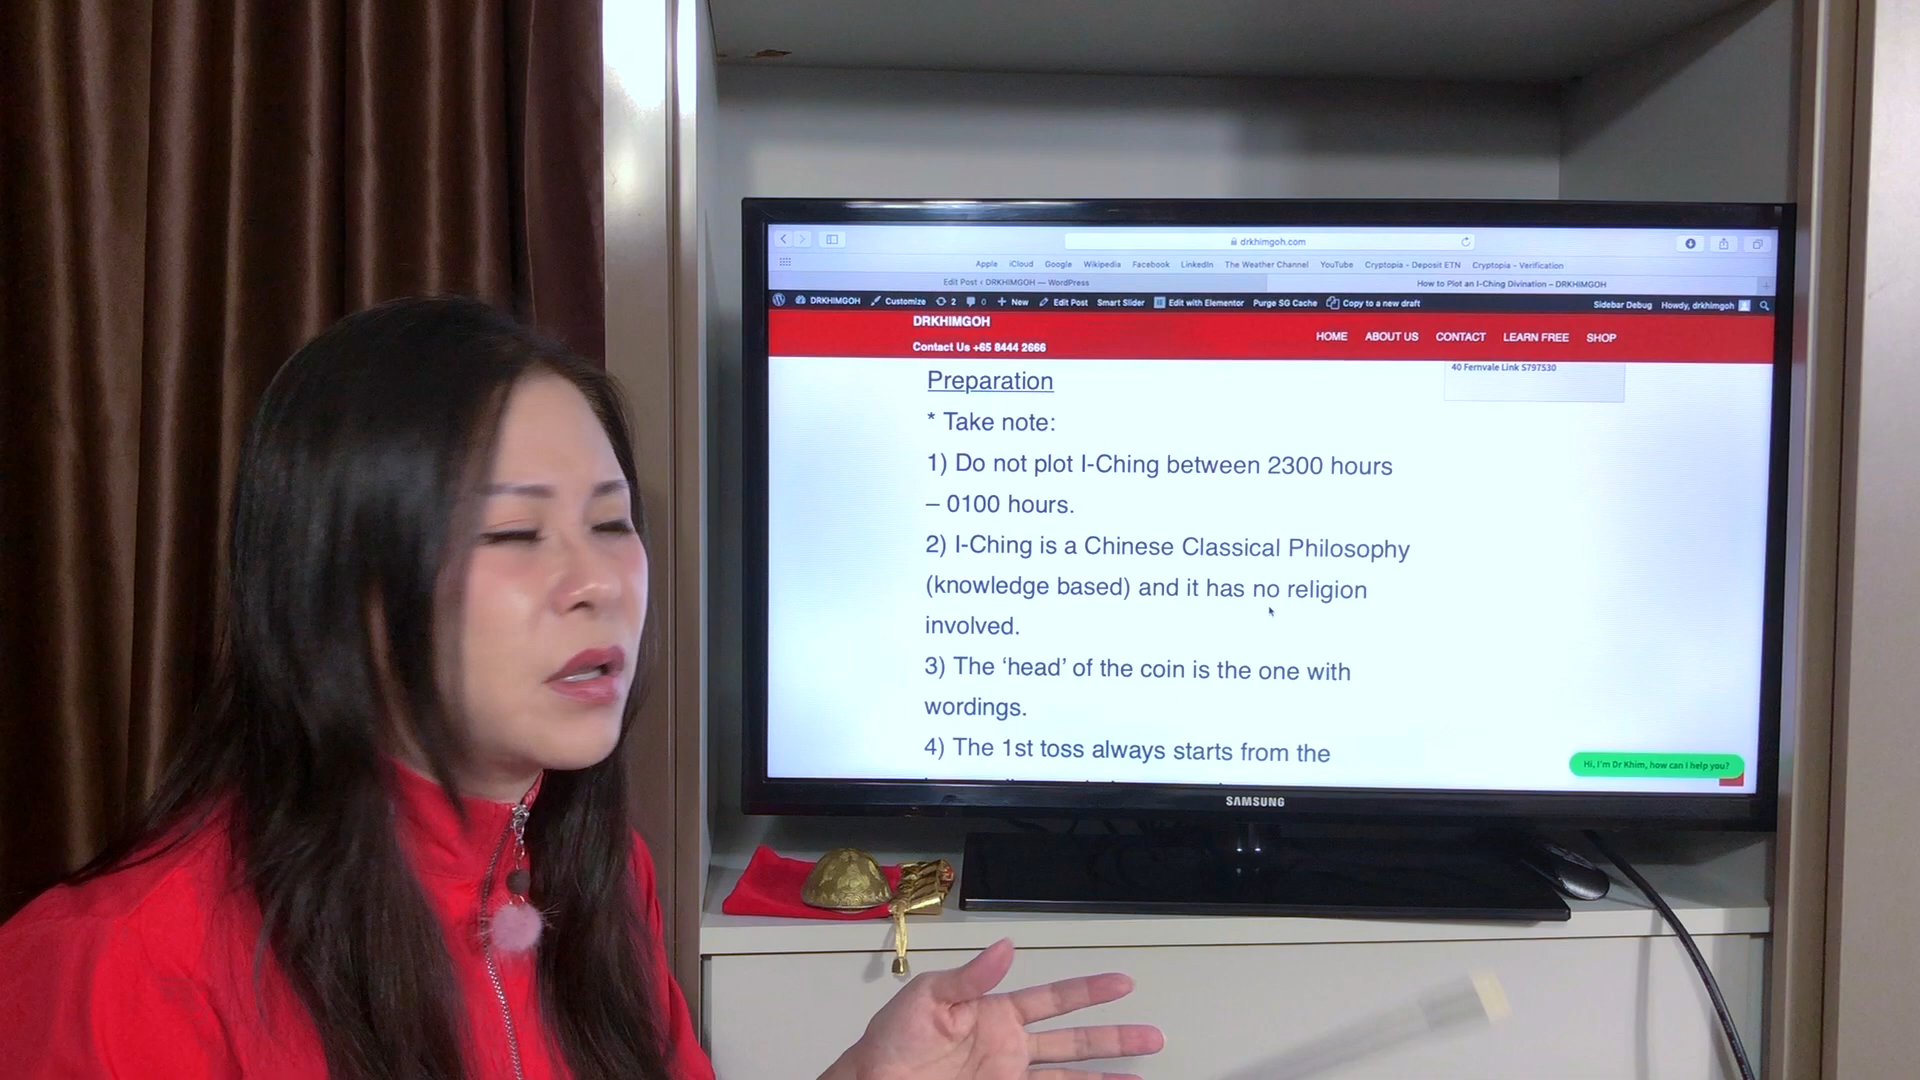 drkhimgoh.com
Apple iCloud Google Wikipedia Facebook LinkedIn The Weather Channel YouTube Cryptopia - Deposit ETN Cryptopia - Verification
Edit Post ‹ DRKHIMGOH — WordPress
How to Plot an I-Ching Divination – DRKHIMGOH
DRKHIMGOH Customize 2 0 New Edit Post Smart Slider Edit with Elementor Purge SG Cache Copy to a new draft Sidebar Debug Howdy, drkhimgoh
DRKHIMGOH
Contact Us +65 8444 2666
HOME ABOUT US CONTACT LEARN FREE SHOP
40 Fernvale Link S797530
Preparation
* Take note:
1) Do not plot I-Ching between 2300 hours
– 0100 hours.
2) I-Ching is a Chinese Classical Philosophy
(knowledge based) and it has no religion
involved.
3) The ‘head’ of the coin is the one with
wordings.
4) The 1st toss always starts from the
Hi, I'm Dr Khim, how can I help you?
SAMSUNG